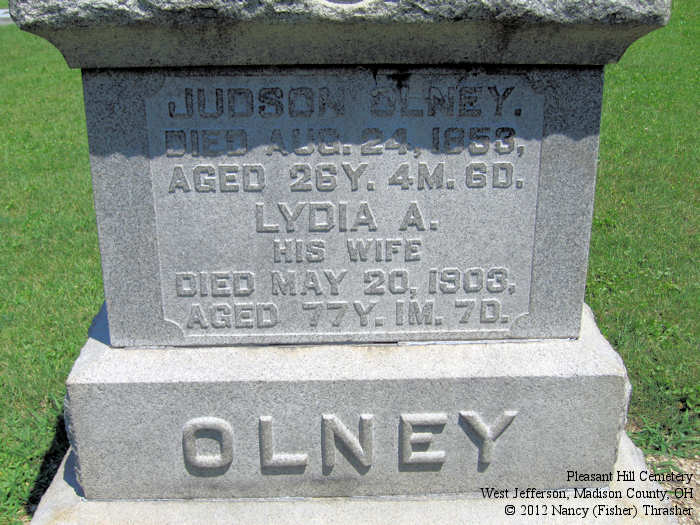 JUDSON OLNEY.
DIED AUG. 24, 1853,
AGED 26Y. 4M. 6D.
LYDIA A.
HIS WIFE
DIED MAY 20, 1903,
AGED 77Y. 1M. 7D.
OLNEY
Pleasant Hill Cemetery
West Jefferson, Madison County, OH
© 2012 Nancy (Fisher) Thrasher